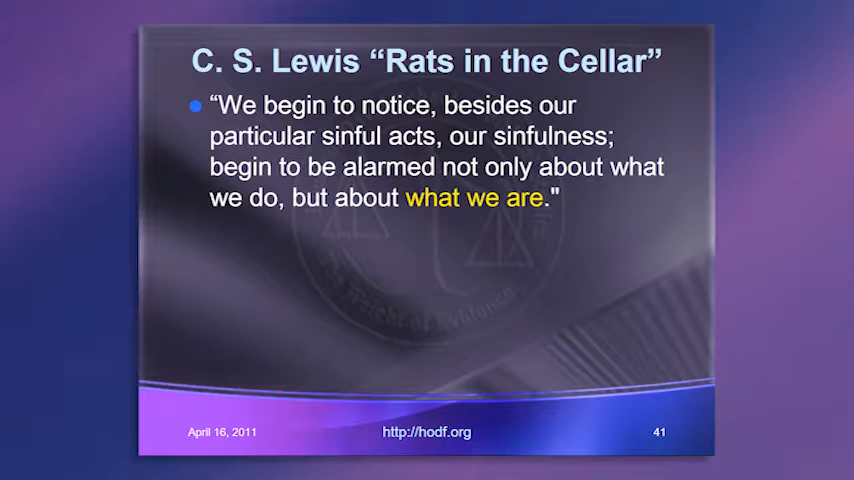 C. S. Lewis “Rats in the Cellar”
“We begin to notice, besides our
particular sinful acts, our sinfulness;
begin to be alarmed not only about what
we do, but about what we are."
April 16, 2011
http://hodf.org
41